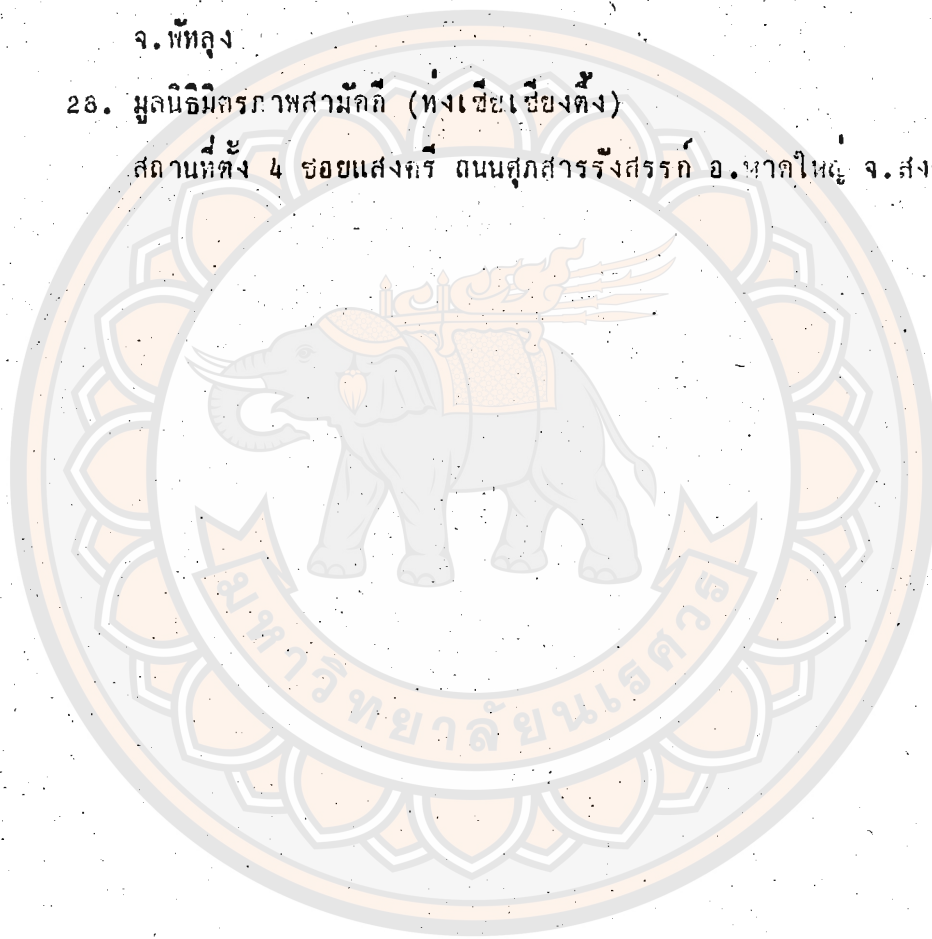 จ.พัทลุง
28. มูลนิธิมิตรภาพสามัคคี (ท่งเซียเซี่ยงตึ้ง)
สถานที่ตั้ง 4 ซอยแสงศรี ถนนศุภสารรังสรรค์ อ.หาดใหญ่ จ.สง
มหาวิทยาลัยนเรศวร